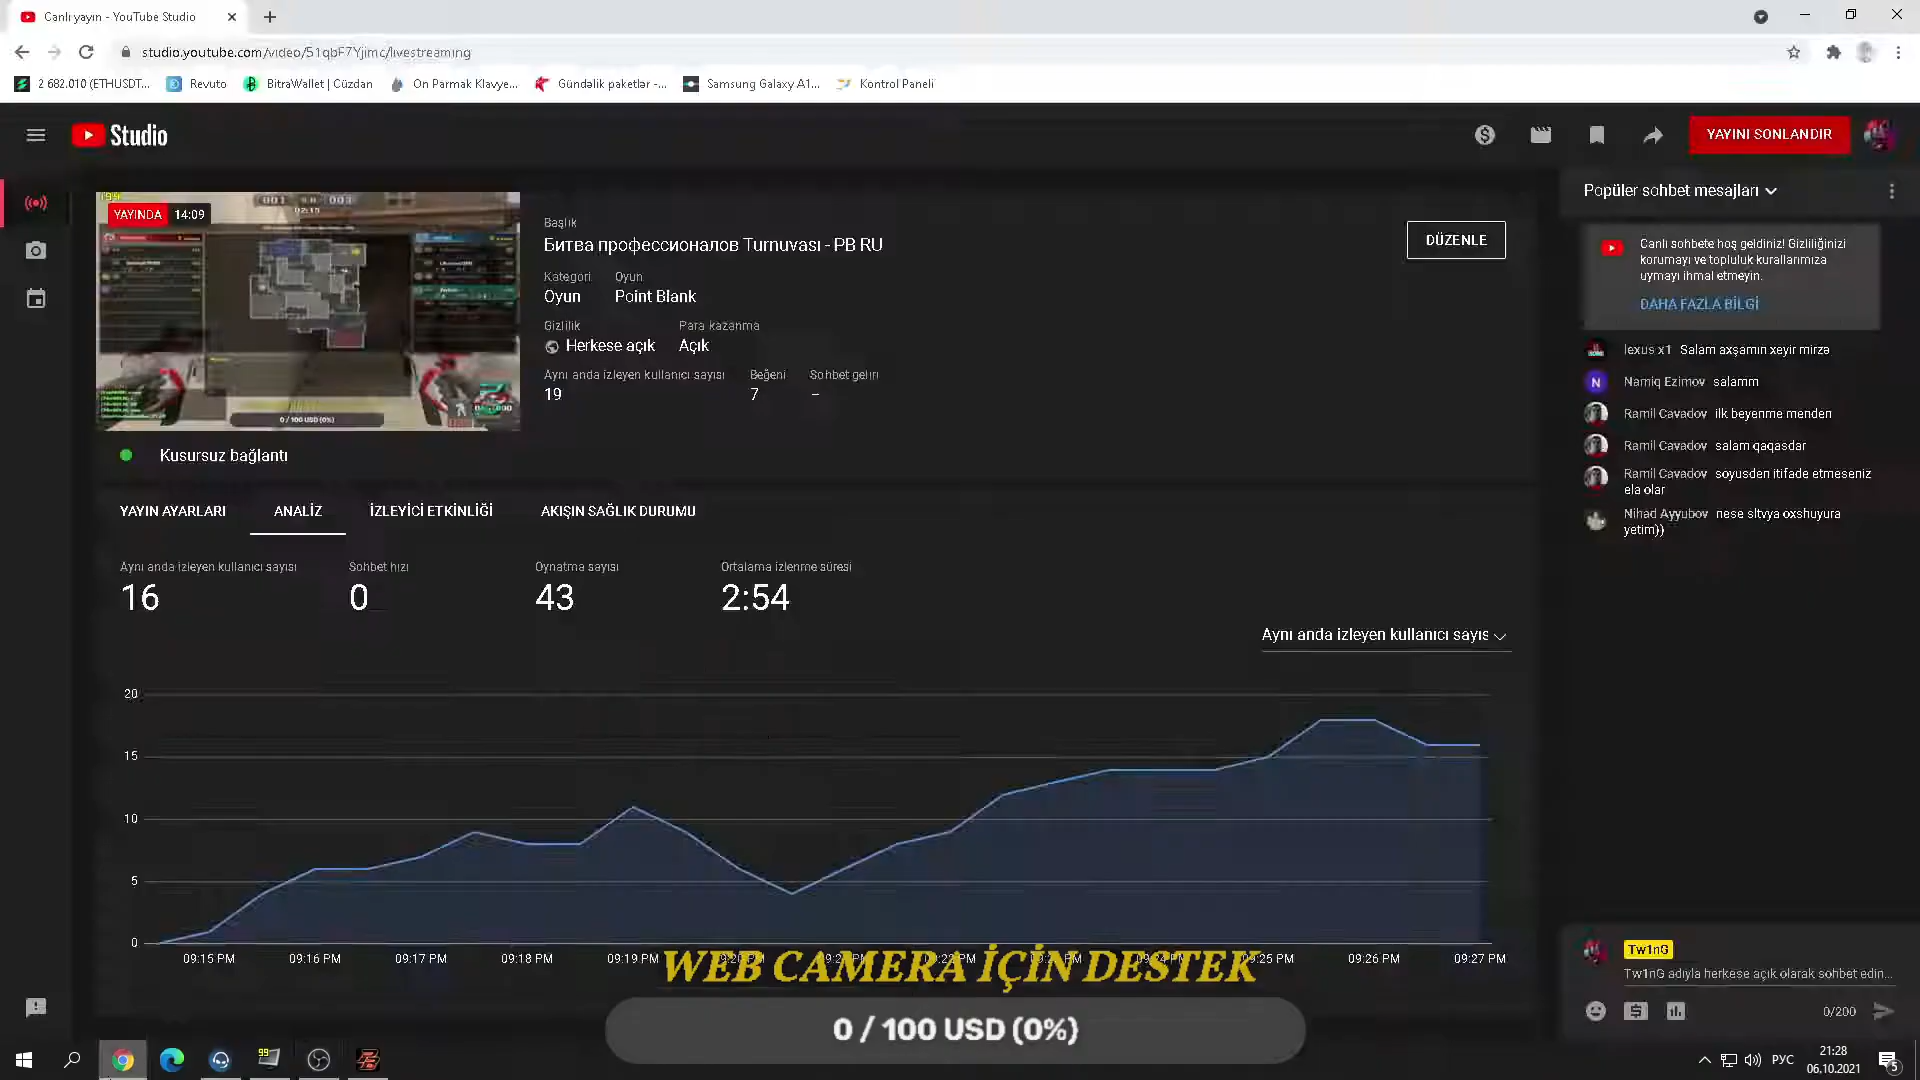 Canlı yayın - YouTube Studio
studio.youtube.com/video/51qbF7Yjimc/livestreaming
2 682.010 (ETHUSDT...
Revuto
BitraWallet | Cüzdan
On Parmak Klavye...
Gündəlik paketlər -...
Samsung Galaxy A1...
Kontrol Paneli
Studio
YAYINI SONLANDIR
YAYINDA 14:09
0 / 100 USD (0%)
Başlık
Битва профессионалов Turnuvası - PB RU
DÜZENLE
Kategori Oyun
Oyun Point Blank
Gizlilik Para kazanma
Herkese açık Açık
Aynı anda izleyen kullanıcı sayısı Beğeni Sohbet geliri
19 7 –
Kusursuz bağlantı
YAYIN AYARLARI ANALİZ İZLEYİCİ ETKİNLİĞİ AKIŞIN SAĞLIK DURUMU
Aynı anda izleyen kullanıcı sayısı Sohbet hızı Oynatma sayısı Ortalama izlenme süresi
16 0 43 2:54
Aynı anda izleyen kullanıcı sayıs
20
15
10
5
0
09:15 PM 09:16 PM 09:17 PM 09:18 PM 09:19 PM 09:25 PM 09:26 PM 09:27 PM
WEB CAMERA İÇİN DESTEK
0 / 100 USD (0%)
Popüler sohbet mesajları
Canlı sohbete hoş geldiniz! Gizliliğinizi
korumayı ve topluluk kurallarımıza
uymayı ihmal etmeyin.
DAHA FAZLA BİLGİ
lexus x1 Salam axşamın xeyir mirzə
N Namiq Ezimov salamm
Ramil Cavadov ilk beyenme menden
Ramil Cavadov salam qaqasdar
Ramil Cavadov soyusden itifade etmeseniz
ela olar
Nihad Ayyubov nese sltvya oxshuyura
yetim))
Tw1nG
Tw1nG adıyla herkese açık olarak sohbet edin...
0/200
99
РУС
21:28
06.10.2021
5